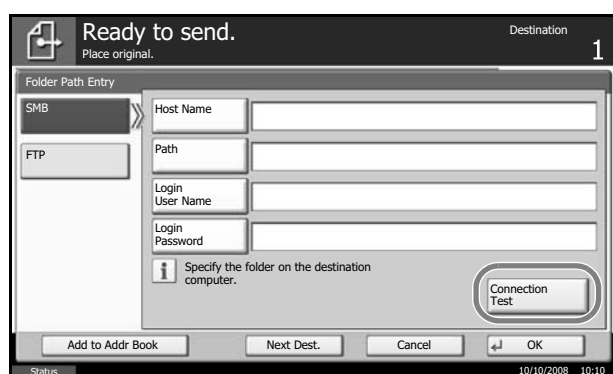 Ready to send.
Destination
Place original.
1
Folder Path Entry
SMB
Host Name
FTP
Path
Login
User Name
Login
Password
i
Specify the folder on the destination
computer.
Connection
Test
Add to Addr Book
Next Dest.
Cancel
OK
Status
10/10/2008 10:10